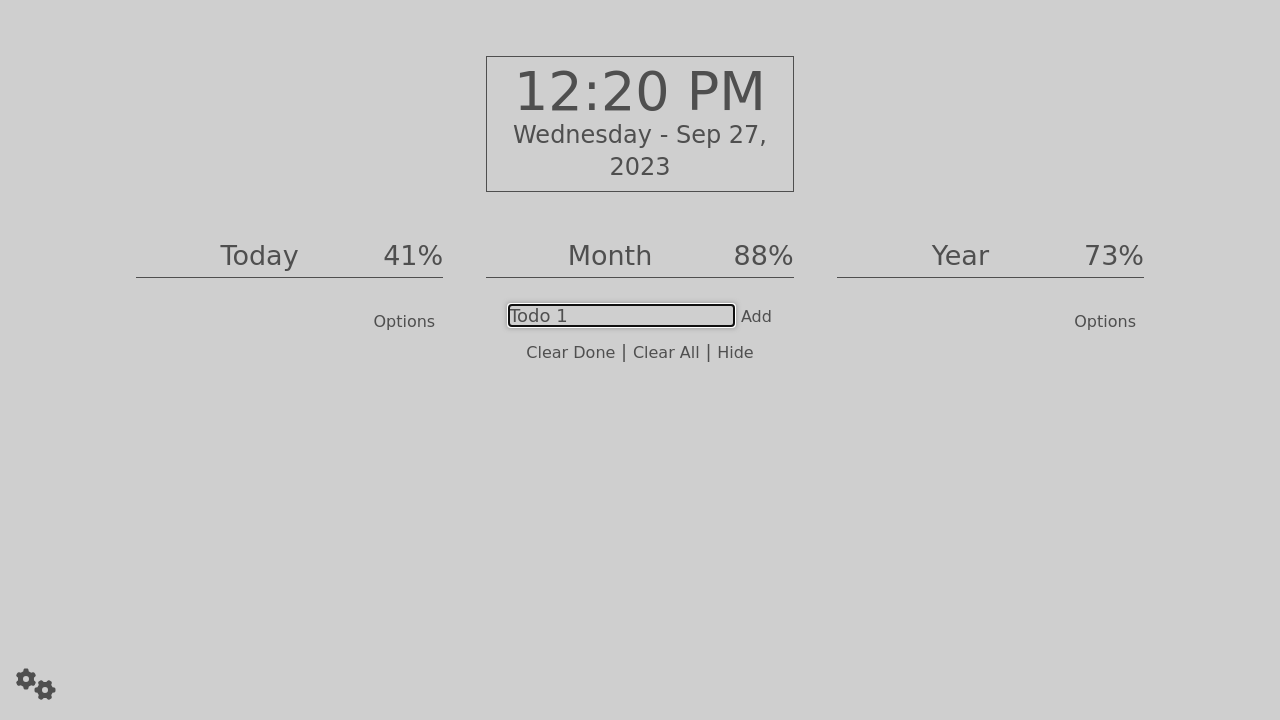 12:20 PM
Wednesday - Sep 27,
2023
Today 41%
Month 88%
Year 73%
Options
Todo 1 Add
Options
Clear Done | Clear All | Hide